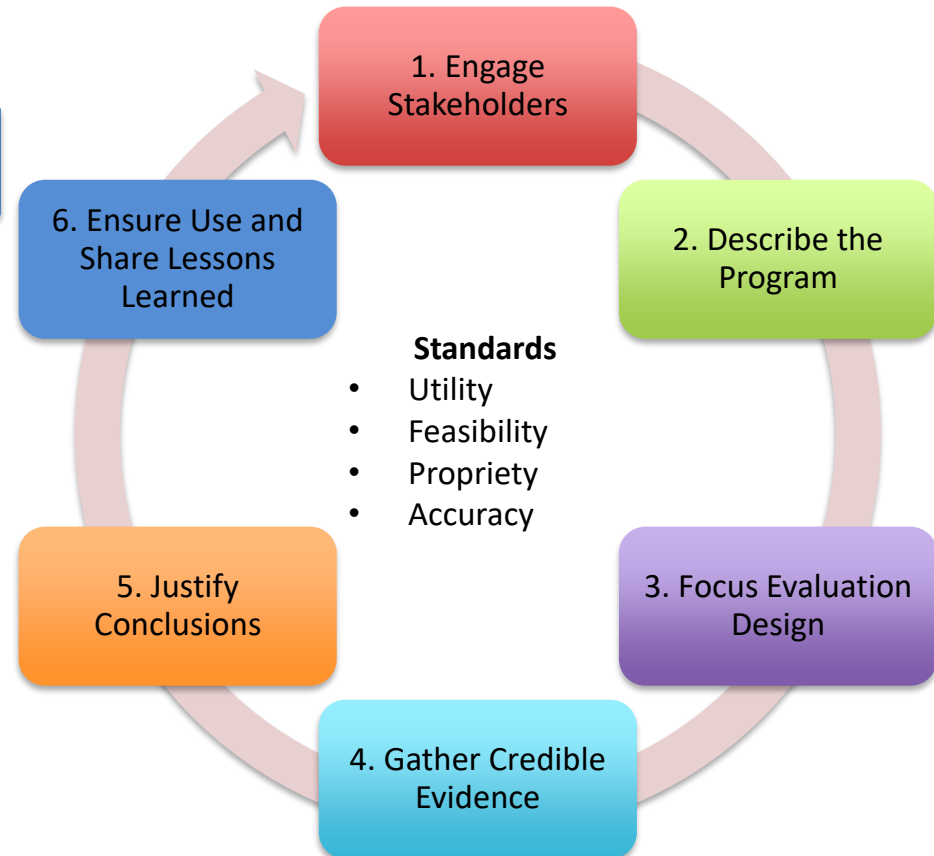 1. Engage
Stakeholders
2. Describe the
Program
3. Focus Evaluation
Design
4. Gather Credible
Evidence
5. Justify
Conclusions
6. Ensure Use and
Share Lessons
Learned
Standards
• Utility
• Feasibility
• Propriety
• Accuracy